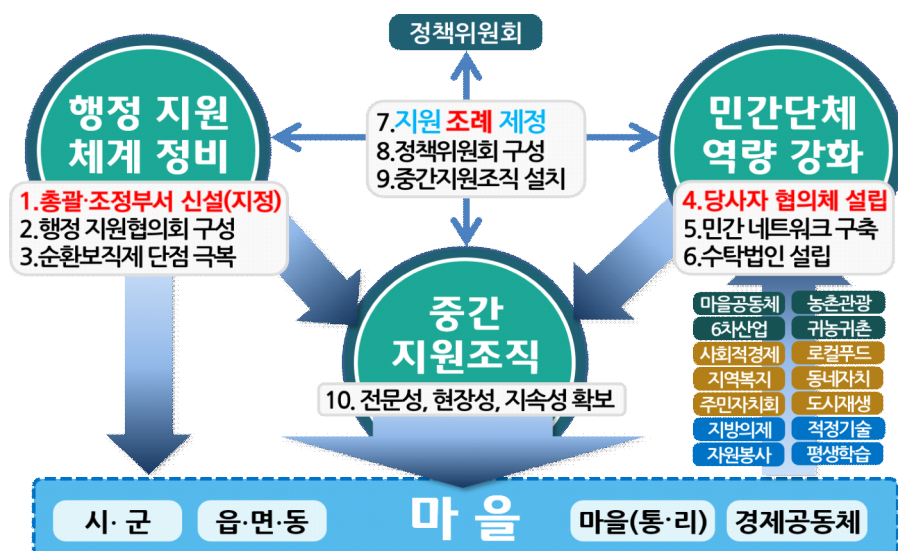 정책위원회
행정 지원
체계 정비
1.총괄·조정부서 신설(지정)
2.행정 지원협의회 구성
3.순환보직제 단점 극복
7.지원 조례 제정
8.정책위원회 구성
9.중간지원조직 설치
민간단체
역량 강화
4.당사자 협의체 설립
5.민간 네트워크 구축
6.수탁법인 설립
중간
지원조직
10. 전문성, 현장성, 지속성 확보
마을공동체 농촌관광
6차산업 귀농귀촌
사회적경제 로컬푸드
지역복지 동네자치
주민자치회 도시재생
지방의제 적정기술
자원봉사 평생학습
시·군 읍·면·동 마을 마을(통·리) 경제공동체